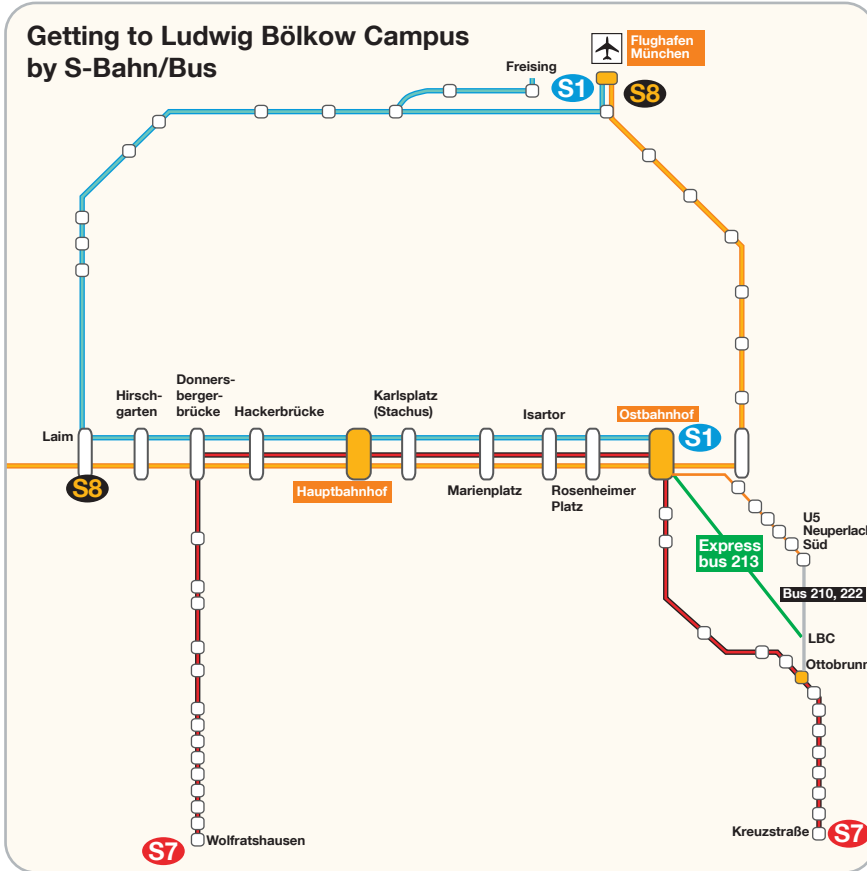 Getting to Ludwig Bölkow Campus
by S-Bahn/Bus
Flughafen
München
Freising
S1
S8
Laim
Hirsch-
garten
Donners-
berger-
brücke
Hackerbrücke
Karlsplatz
(Stachus)
Isartor
Ostbahnhof
S1
S8
Hauptbahnhof
Marienplatz
Rosenheimer
Platz
U5
Neuperlach
Süd
Express
bus 213
Bus 210, 222
LBC
Ottobrunn
S7
Wolfratshausen
Kreuzstraße
S7